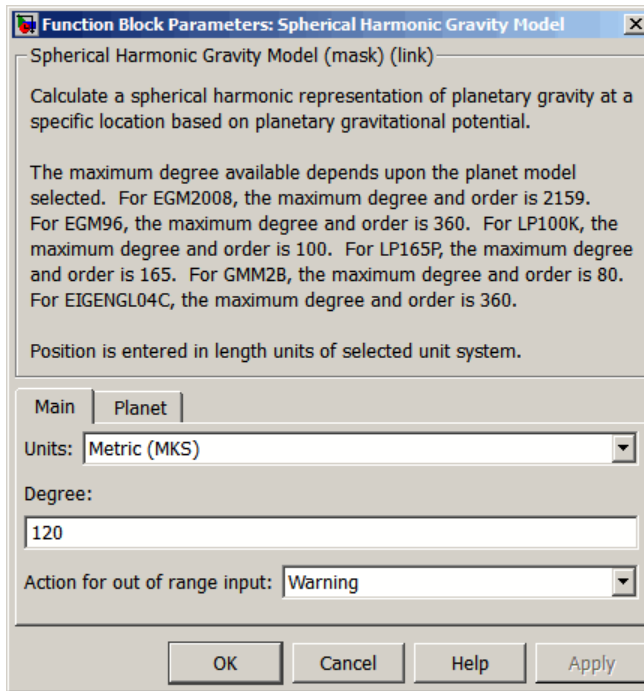 Function Block Parameters: Spherical Harmonic Gravity Model
Spherical Harmonic Gravity Model (mask) (link)
Calculate a spherical harmonic representation of planetary gravity at a
specific location based on planetary gravitational potential.
The maximum degree available depends upon the planet model
selected.  For EGM2008, the maximum degree and order is 2159.
For EGM96, the maximum degree and order is 360.  For LP100K, the
maximum degree and order is 100.  For LP165P, the maximum degree
and order is 165.  For GMM2B, the maximum degree and order is 80.
For EIGENGL04C, the maximum degree and order is 360.
Position is entered in length units of selected unit system.
Main Planet
Units: Metric (MKS)
Degree:
120
Action for out of range input: Warning
OK Cancel Help Apply